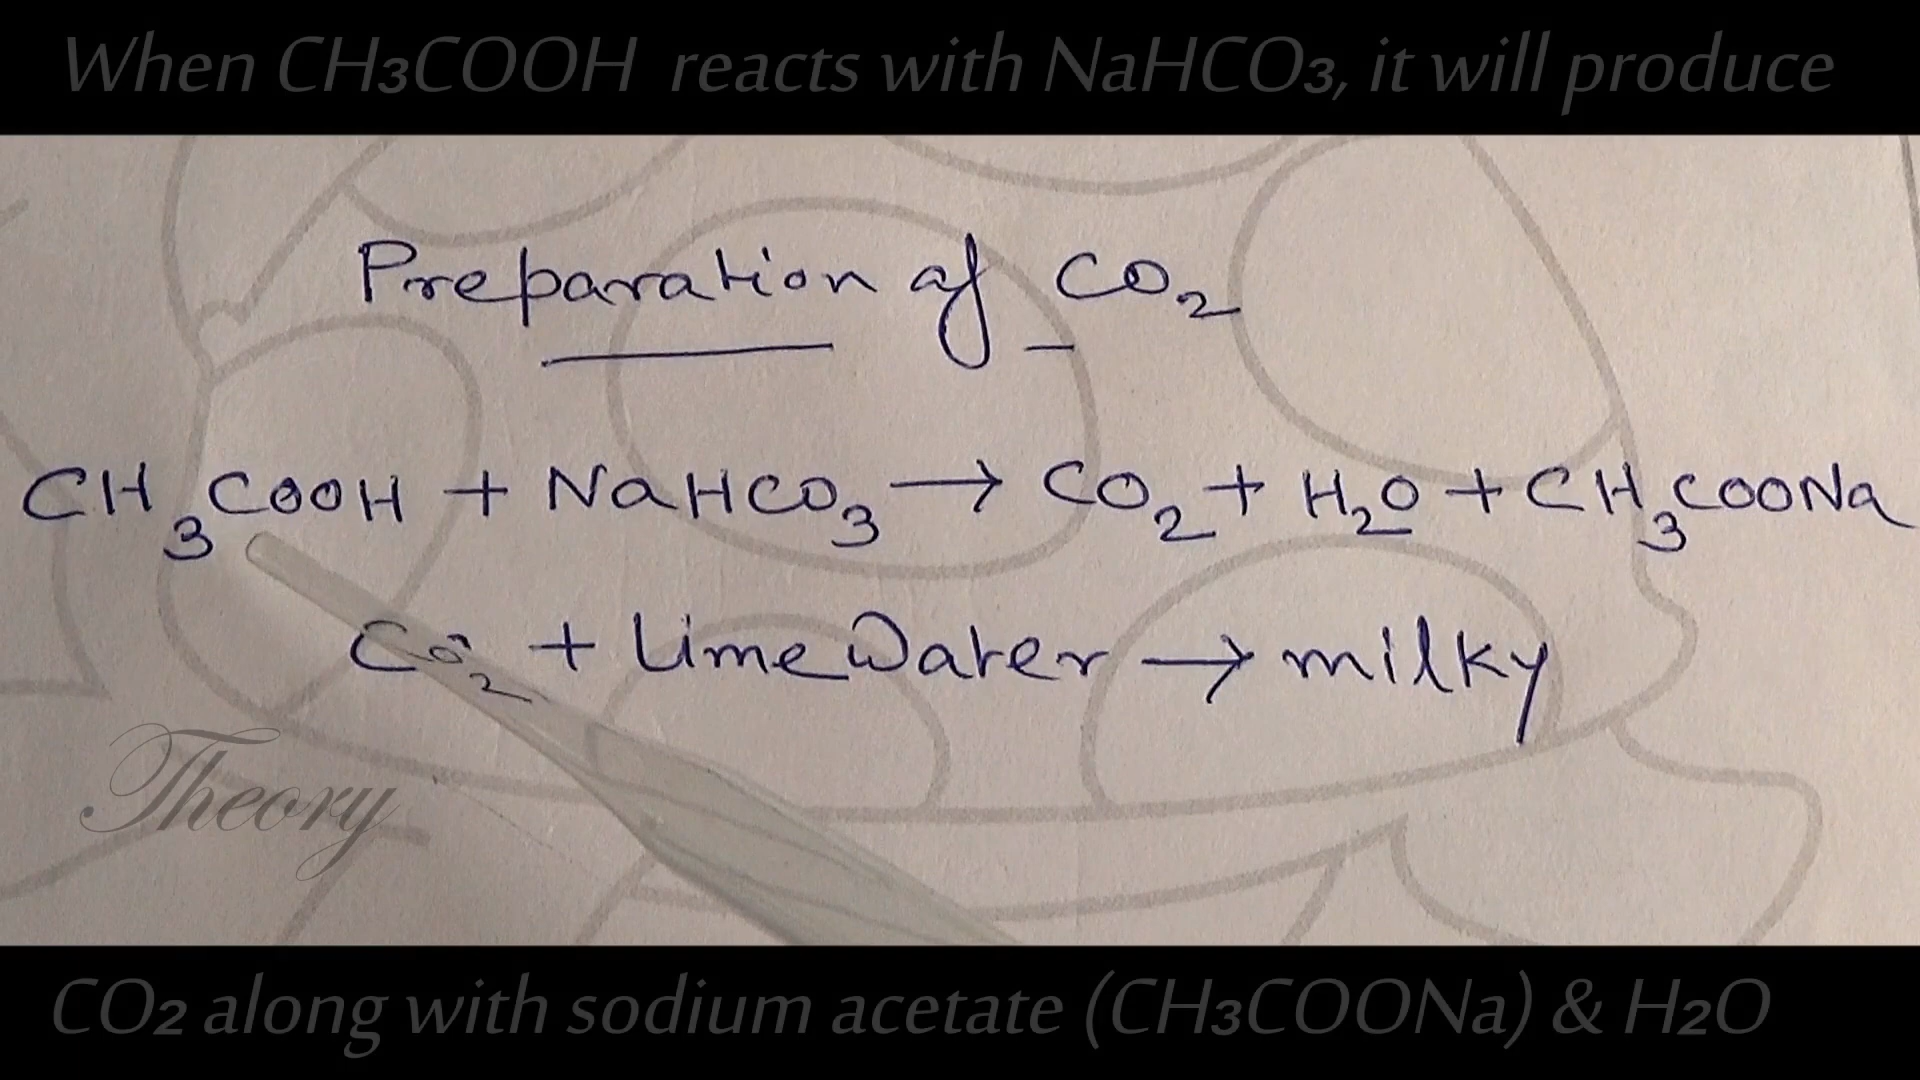 When CH3COOH reacts with NaHCO3, it will produce
Preparation of CO2
CH3COOH + NaHCO3 → CO2 + H2O + CH3COONa
CO2 + Lime Water → milky
Theory
CO2 along with sodium acetate (CH3COONa) & H2O